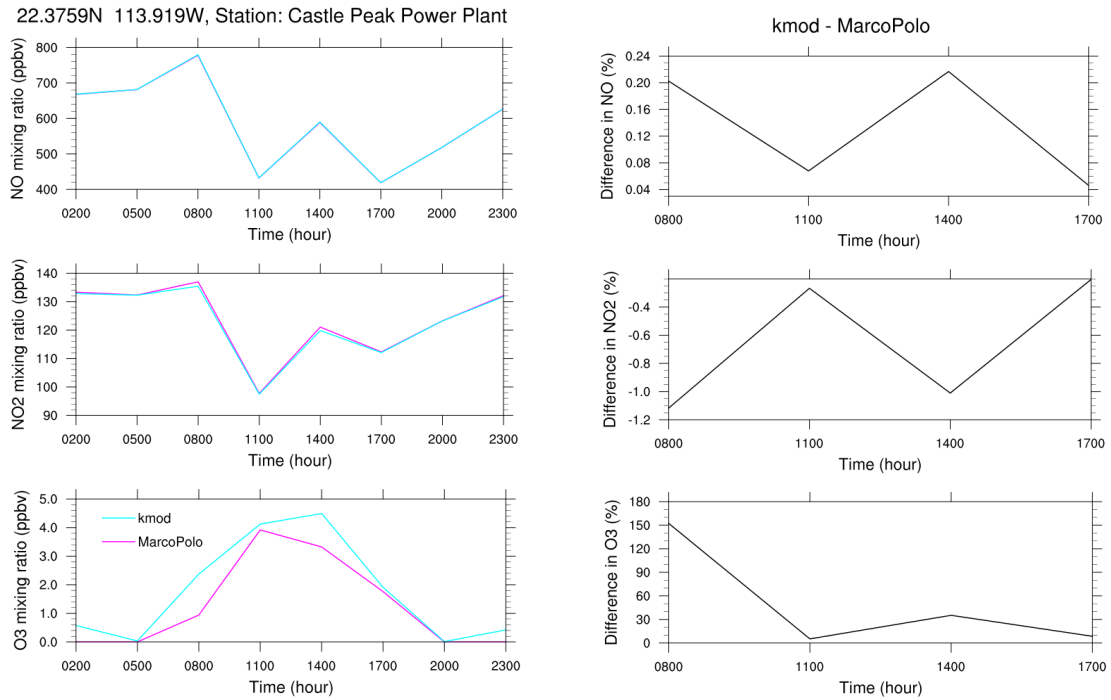 22.3759N  113.919W, Station: Castle Peak Power Plant
NO mixing ratio (ppbv)
800
700
600
500
400
0200 0500 0800 1100 1400 1700 2000 2300
Time (hour)
NO2 mixing ratio (ppbv)
140
130
120
110
100
90
0200 0500 0800 1100 1400 1700 2000 2300
Time (hour)
O3 mixing ratio (ppbv)
5.0
4.0
3.0
2.0
1.0
0.0
kmod
MarcoPolo
0200 0500 0800 1100 1400 1700 2000 2300
Time (hour)
kmod - MarcoPolo
Difference in NO (%)
0.24
0.20
0.16
0.12
0.08
0.04
0800 1100 1400 1700
Time (hour)
Difference in NO2 (%)
-0.4
-0.6
-0.8
-1.0
-1.2
0800 1100 1400 1700
Time (hour)
Difference in O3 (%)
180
150
120
90
60
30
0
0800 1100 1400 1700
Time (hour)